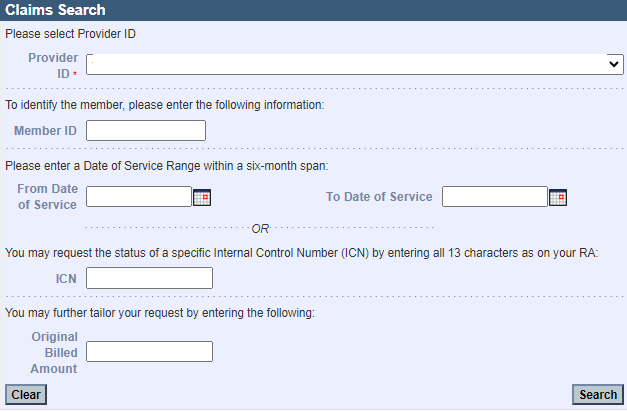 Claims Search
Please select Provider ID
Provider
ID *
To identify the member, please enter the following information:
Member ID
Please enter a Date of Service Range within a six-month span:
From Date
of Service
To Date of Service
OR
You may request the status of a specific Internal Control Number (ICN) by entering all 13 characters as on your RA:
ICN
You may further tailor your request by entering the following:
Original
Billed
Amount
Clear
Search